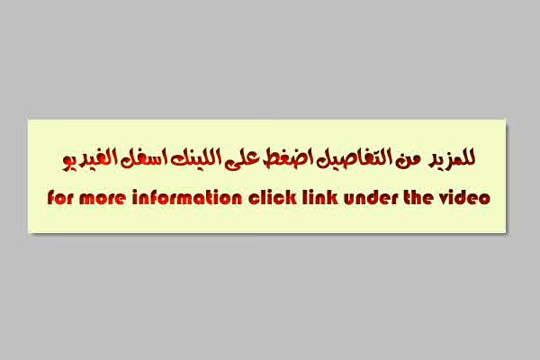 للمزيد من التفاصيل اضغط على اللينك اسفل الفيديو
for more information click link under the video